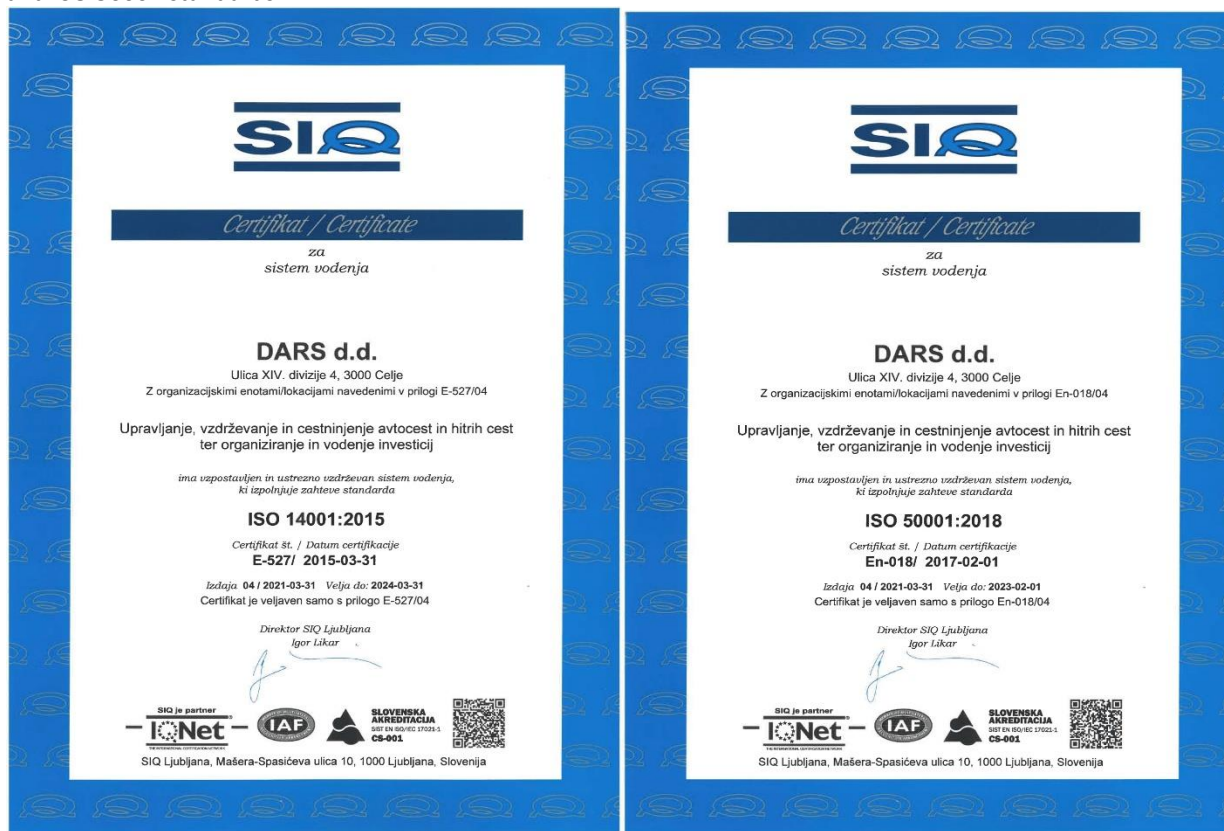 SIQ
Certifikat / Certificate
za
sistem vodenja
DARS d.d.
Ulica XIV. divizije 4, 3000 Celje
Z organizacijskimi enotami/lokacijami navedenimi v prilogi E-527/04
Upravljanje, vzdrževanje in cestninjenje avtocest in hitrih cest
ter organiziranje in vodenje investicij
ima vzpostavljen in ustrezno vzdrževan sistem vodenja,
ki izpolnjuje zahteve standarda
ISO 14001:2015
Certifikat št. / Datum certifikacije
E-527/ 2015-03-31
Izdaja 04 / 2021-03-31 Velja do: 2024-03-31
Certifikat je veljaven samo s prilogo E-527/04
Direktor SIQ Ljubljana
Igor Likar
SIQ je partner
IQNet
THE INTERNATIONAL CERTIFICATION NETWORK
IAF
SLOVENSKA
AKREDITACIJA
SIST EN ISO/IEC 17021-1
CS-001
SIQ Ljubljana, Mašera-Spasićeva ulica 10, 1000 Ljubljana, Slovenija
SIQ
Certifikat / Certificate
za
sistem vodenja
DARS d.d.
Ulica XIV. divizije 4, 3000 Celje
Z organizacijskimi enotami/lokacijami navedenimi v prilogi En-018/04
Upravljanje, vzdrževanje in cestninjenje avtocest in hitrih cest
ter organiziranje in vodenje investicij
ima vzpostavljen in ustrezno vzdrževan sistem vodenja,
ki izpolnjuje zahteve standarda
ISO 50001:2018
Certifikat št. / Datum certifikacije
En-018/ 2017-02-01
Izdaja 04 / 2021-03-31 Velja do: 2023-02-01
Certifikat je veljaven samo s prilogo En-018/04
Direktor SIQ Ljubljana
Igor Likar
SIQ je partner
IQNet
THE INTERNATIONAL CERTIFICATION NETWORK
IAF
SLOVENSKA
AKREDITACIJA
SIST EN ISO/IEC 17021-1
CS-001
SIQ Ljubljana, Mašera-Spasićeva ulica 10, 1000 Ljubljana, Slovenija